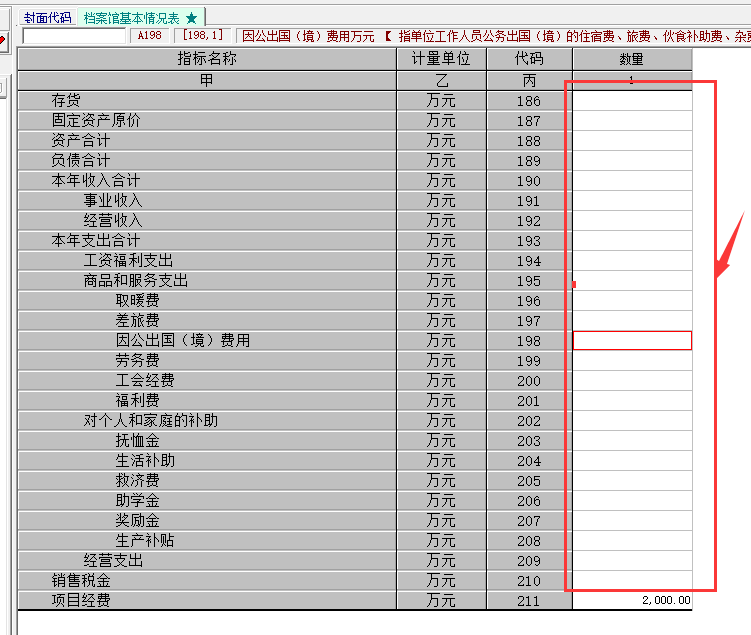 封面代码 档案馆基本情况表 ★
A198 [198,1] 因公出国（境）费用万元 【 指单位工作人员公务出国（境）的住宿费、旅费、伙食补助费、杂费
指标名称 计量单位 代码 数量
甲 乙 丙 1
存货 万元 186
固定资产原价 万元 187
资产合计 万元 188
负债合计 万元 189
本年收入合计 万元 190
事业收入 万元 191
经营收入 万元 192
本年支出合计 万元 193
工资福利支出 万元 194
商品和服务支出 万元 195
取暖费 万元 196
差旅费 万元 197
因公出国（境）费用 万元 198
劳务费 万元 199
工会经费 万元 200
福利费 万元 201
对个人和家庭的补助 万元 202
抚恤金 万元 203
生活补助 万元 204
救济费 万元 205
助学金 万元 206
奖励金 万元 207
生产补贴 万元 208
经营支出 万元 209
销售税金 万元 210
项目经费 万元 211 2,000.00